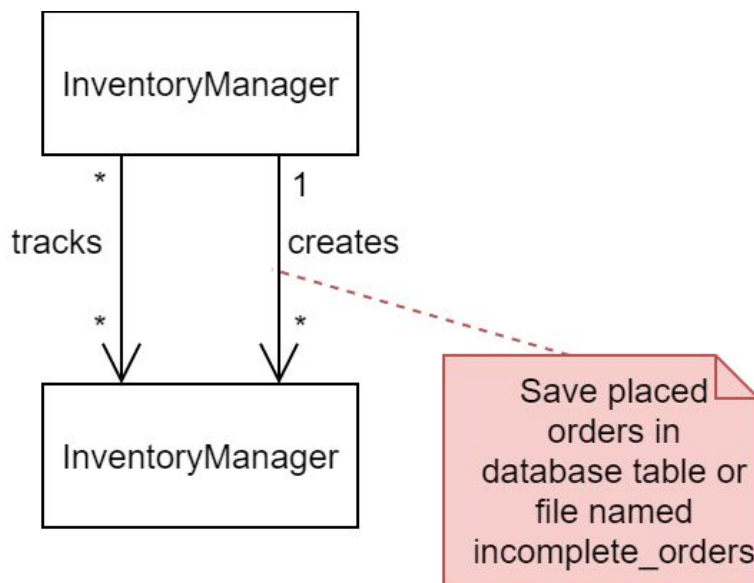 InventoryManager
* 1
tracks creates
* *
InventoryManager
Save placed
orders in
database table or
file named
incomplete_orders